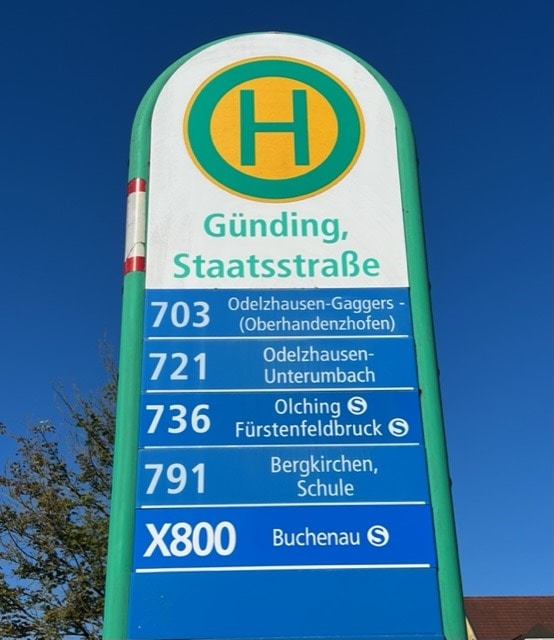 H
Günding,
Staatsstraße
703 Odelzhausen-Gaggers -
(Oberhandenzhofen)
721 Odelzhausen-
Unterumbach
736 Olching S
Fürstenfeldbruck S
791 Bergkirchen,
Schule
X800 Buchenau S